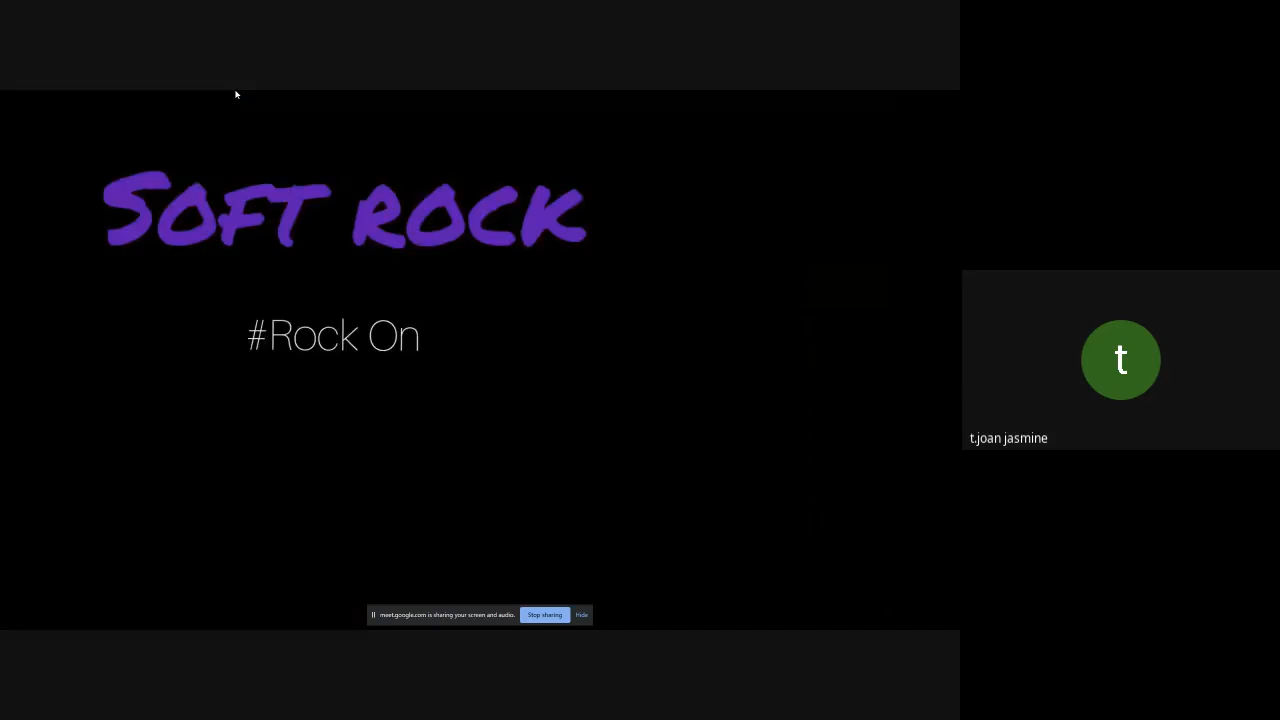 Soft rock
#Rock On
t
t.joan jasmine
meet.google.com is sharing your screen and audio. Stop sharing Hide